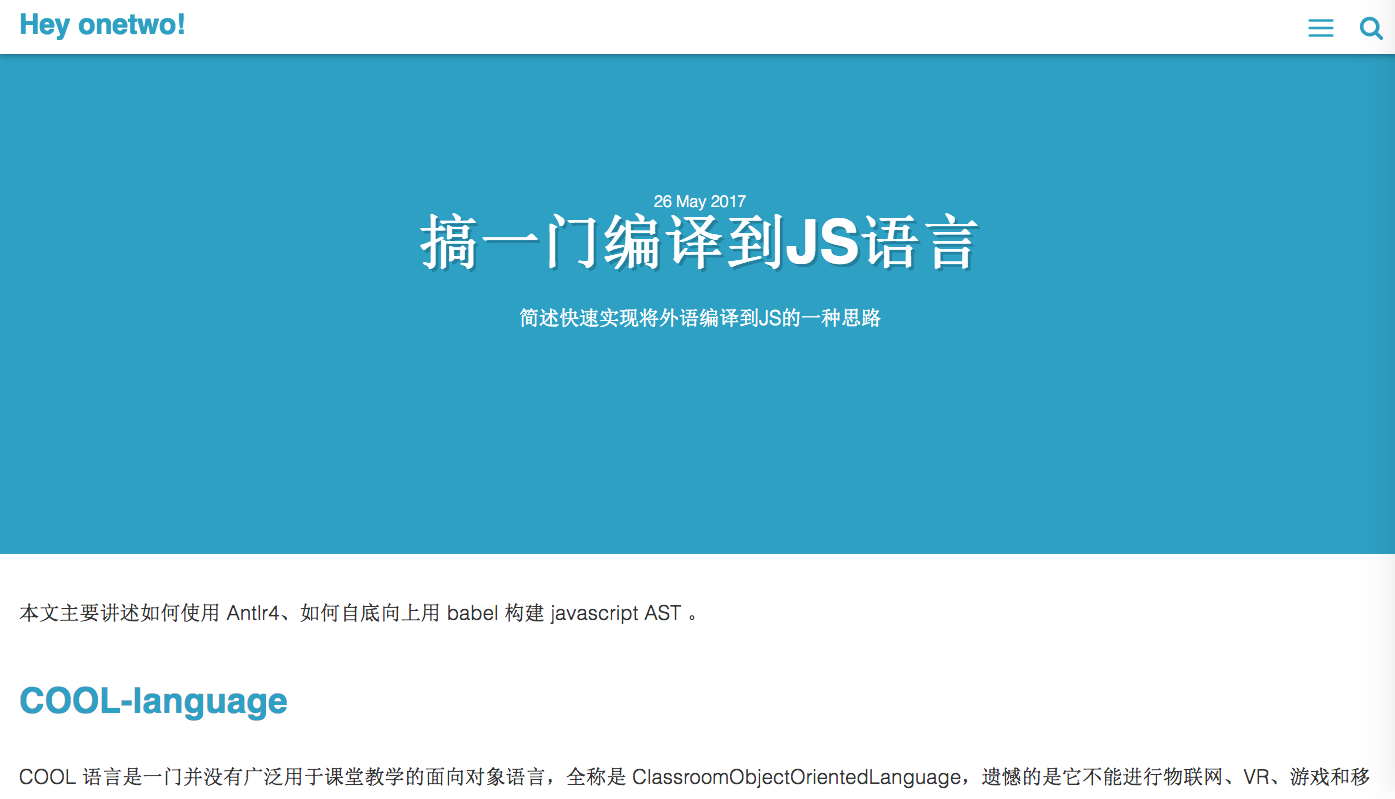 Hey onetwo!
26 May 2017
搞一门编译到JS语言
简述快速实现将外语编译到JS的一种思路
本文主要讲述如何使用 Antlr4、如何自底向上用 babel 构建 javascript AST 。
COOL-language
COOL 语言是一门并没有广泛用于课堂教学的面向对象语言，全称是 ClassroomObjectOrientedLanguage，遗憾的是它不能进行物联网、VR、游戏和移